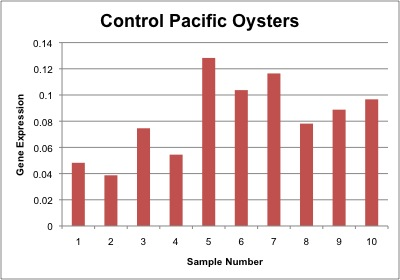 Control Pacific Oysters
0.14
0.12
0.1
0.08
0.06
0.04
0.02
0
Gene Expression
1 2 3 4 5 6 7 8 9 10
Sample Number